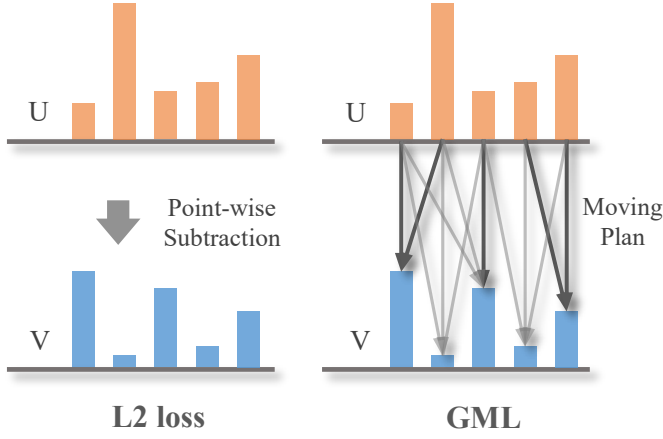 U
U
Point-wise
Subtraction
Moving
Plan
V
V
L2 loss
GML